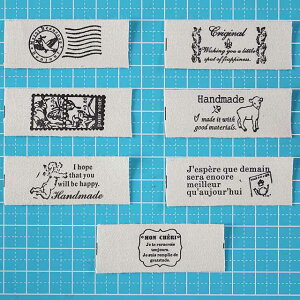 Original
Wishing you a little
spot of happiness.
Handmade
I made it with
good materials.
I hope
that you
will be happy.
Handmade
J'espère que demain
sera encore
meilleur
qu'aujourd'hui
MON CHÉRI
Je te verrai
toujours.
Je suis remplie de
gratitude.